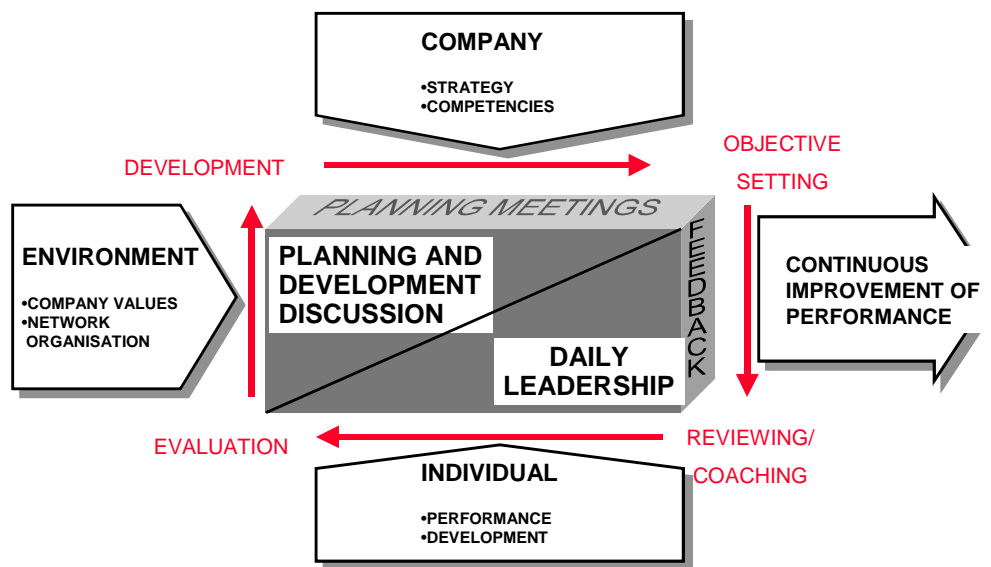 COMPANY
•STRATEGY
•COMPETENCIES
DEVELOPMENT
OBJECTIVE
SETTING
PLANNING MEETINGS
FEEDBACK
ENVIRONMENT
•COMPANY VALUES
•NETWORK
ORGANISATION
PLANNING AND
DEVELOPMENT
DISCUSSION
DAILY
LEADERSHIP
CONTINUOUS
IMPROVEMENT OF
PERFORMANCE
EVALUATION
REVIEWING/
COACHING
INDIVIDUAL
•PERFORMANCE
•DEVELOPMENT